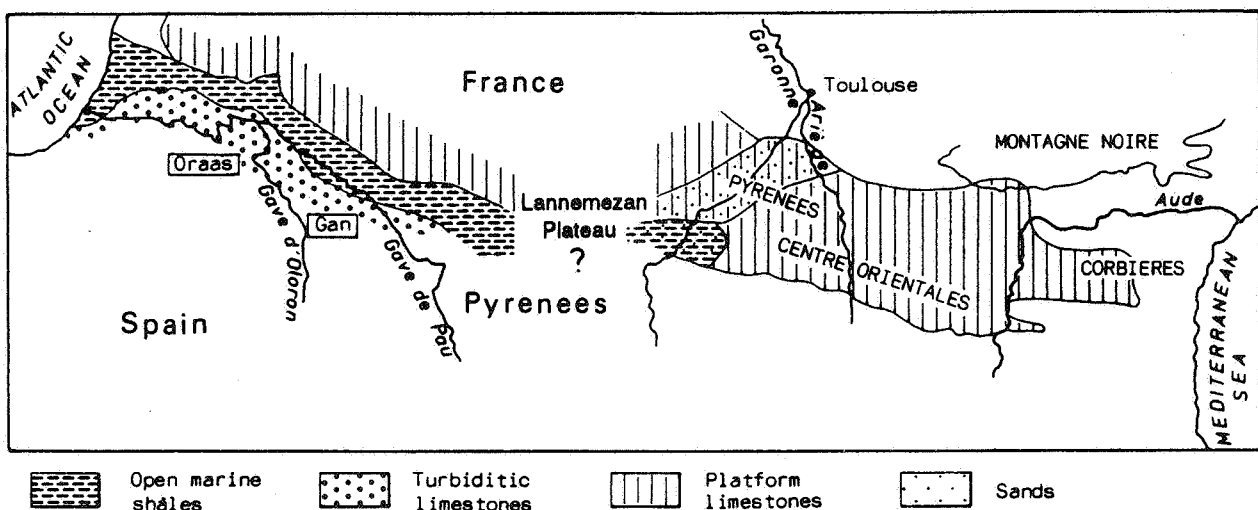 ATLANTIC
OCEAN
France
Garonne
Toulouse
Ariège
MONTAGNE NOIRE
Oraas
Lannemezan
Plateau
?
PYRENEES
CENTRE ORIENTALES
Aude
CORBIERES
Gan
Gave d'Oloron
Gave de Pau
Spain
Pyrenees
MEDITERRANEAN
SEA
Open marine
shâles
Turbiditic
limestones
Platform
limestones
Sands